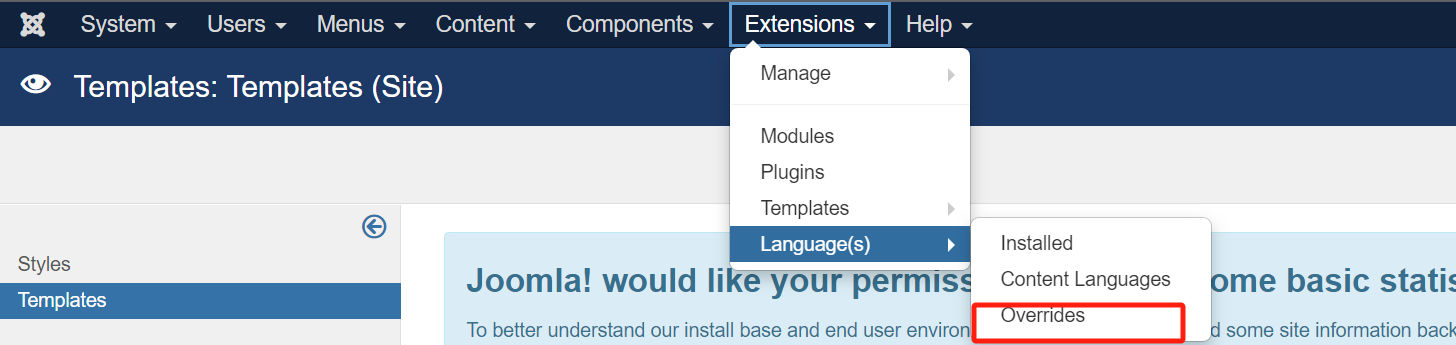 System Users Menus Content Components Extensions Help
Templates: Templates (Site)
Manage
Modules
Plugins
Templates
Language(s)
Installed
Content Languages
Overrides
Styles
Templates
Joomla! would like your permiss ome basic statis
To better understand our install base and end user environ d some site information back